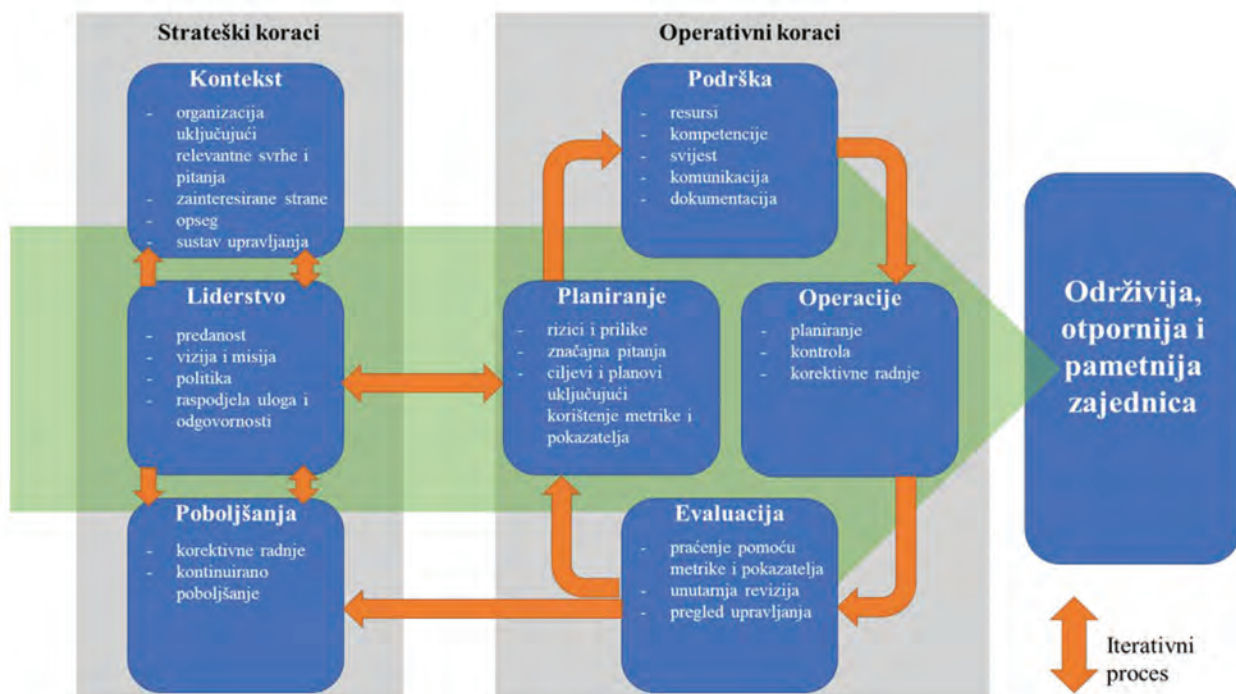 Strateški koraci
Kontekst
- organizacija
uključujući
relevantne svrhe i
pitanja
- zainteresirane strane
- opseg
- sustav upravljanja
Liderstvo
- predanost
- vizija i misija
- politika
- raspodjela uloga i
odgovornosti
Poboljšanja
- korektivne radnje
- kontinuirano
poboljšanje
Operativni koraci
Podrška
- resursi
- kompetencije
- svijest
- komunikacija
- dokumentacija
Planiranje
- rizici i prilike
- značajna pitanja
- ciljevi i planovi
uključujući
korištenje metrike i
pokazatelja
Operacije
- planiranje
- kontrola
- korektivne radnje
Evaluacija
- praćenje pomoću
metrike i pokazatelja
- unutarnja revizija
- pregled upravljanja
Održivija,
otpornija i
pametnija
zajednica
Iterativni
proces